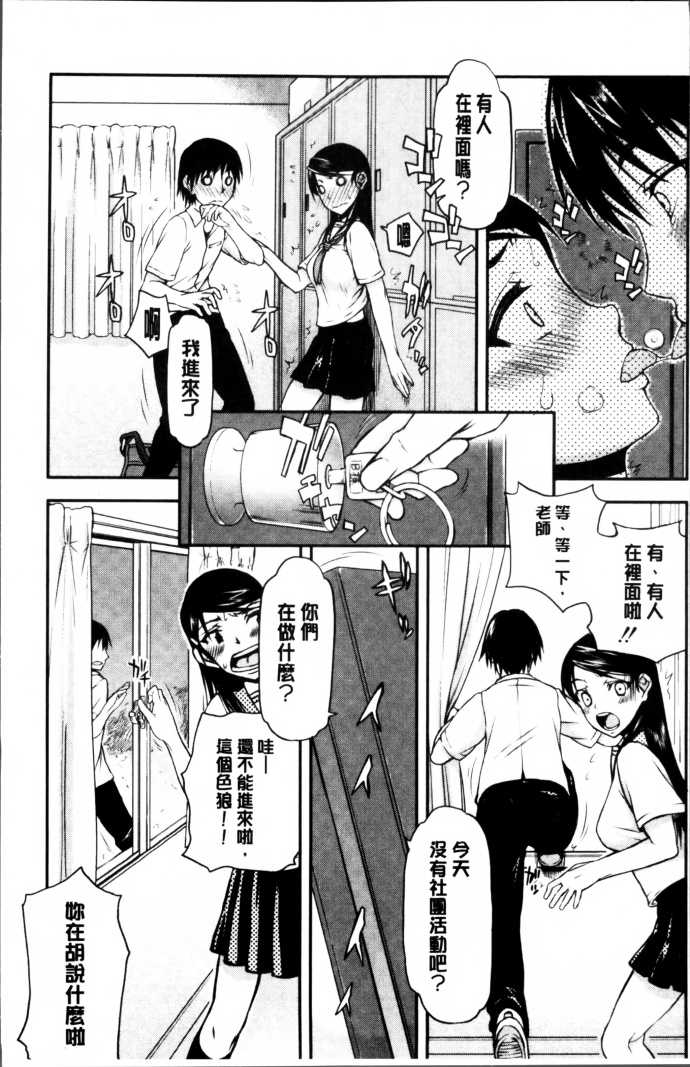 有人
在裡面嗎？
嗯
啊
我進來了
有、有人
在裡面啦！！
等、等一下，
老師
今天
沒有社團活動吧？
你們
在做什麼？
哇—
還不能進來啦，
這個色狼！！
妳在胡說什麼啦